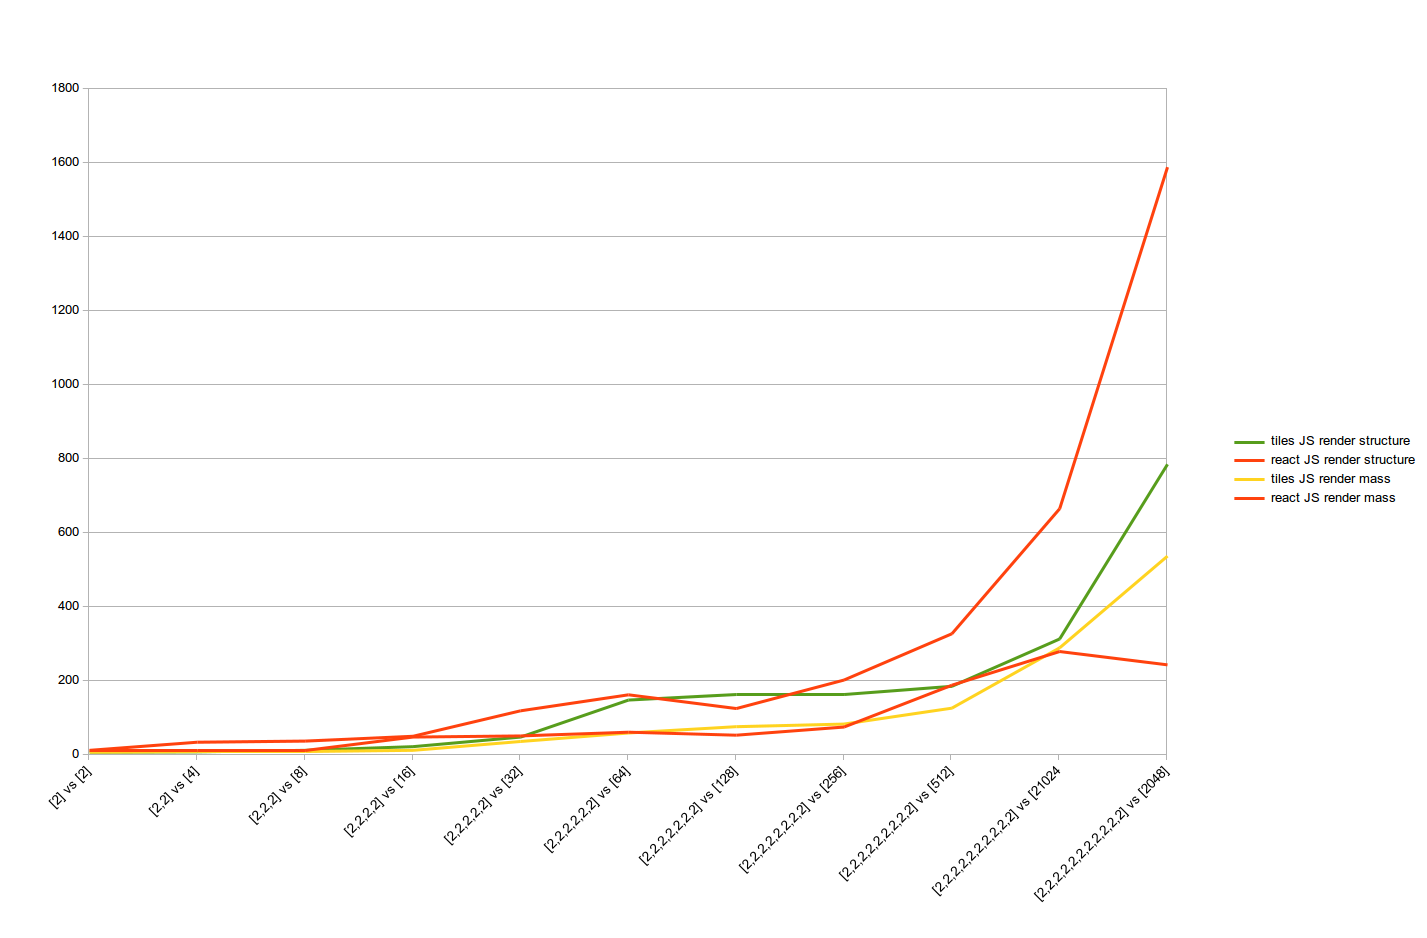 1800
1600
1400
1200
1000
800
600
400
200
0
[2] vs [2]
[2,2] vs [4]
[2,2,2] vs [8]
[2,2,2,2] vs [16]
[2,2,2,2,2] vs [32]
[2,2,2,2,2,2] vs [64]
[2,2,2,2,2,2,2] vs [128]
[2,2,2,2,2,2,2,2] vs [256]
[2,2,2,2,2,2,2,2,2] vs [512]
[2,2,2,2,2,2,2,2,2,2] vs [21024
[2,2,2,2,2,2,2,2,2,2,2] vs [2048]
tiles JS render structure
react JS render structure
tiles JS render mass
react JS render mass